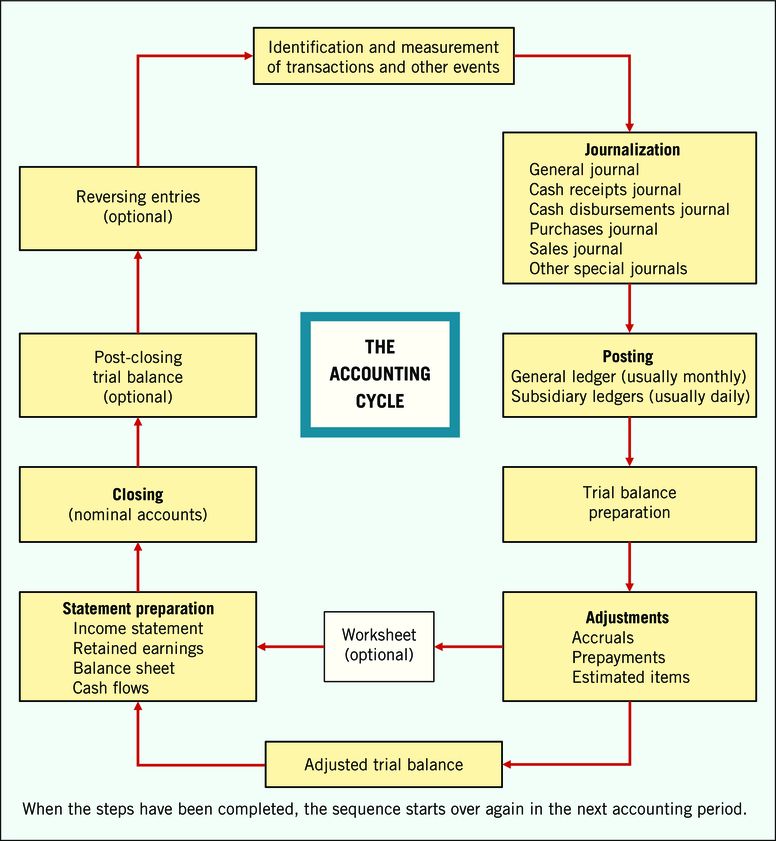 Identification and measurement
of transactions and other events
Journalization
General journal
Cash receipts journal
Cash disbursements journal
Purchases journal
Sales journal
Other special journals
Reversing entries
(optional)
THE
ACCOUNTING
CYCLE
Posting
General ledger (usually monthly)
Subsidiary ledgers (usually daily)
Post-closing
trial balance
(optional)
Trial balance
preparation
Closing
(nominal accounts)
Adjustments
Accruals
Prepayments
Estimated items
Worksheet
(optional)
Statement preparation
Income statement
Retained earnings
Balance sheet
Cash flows
Adjusted trial balance
When the steps have been completed, the sequence starts over again in the next accounting period.